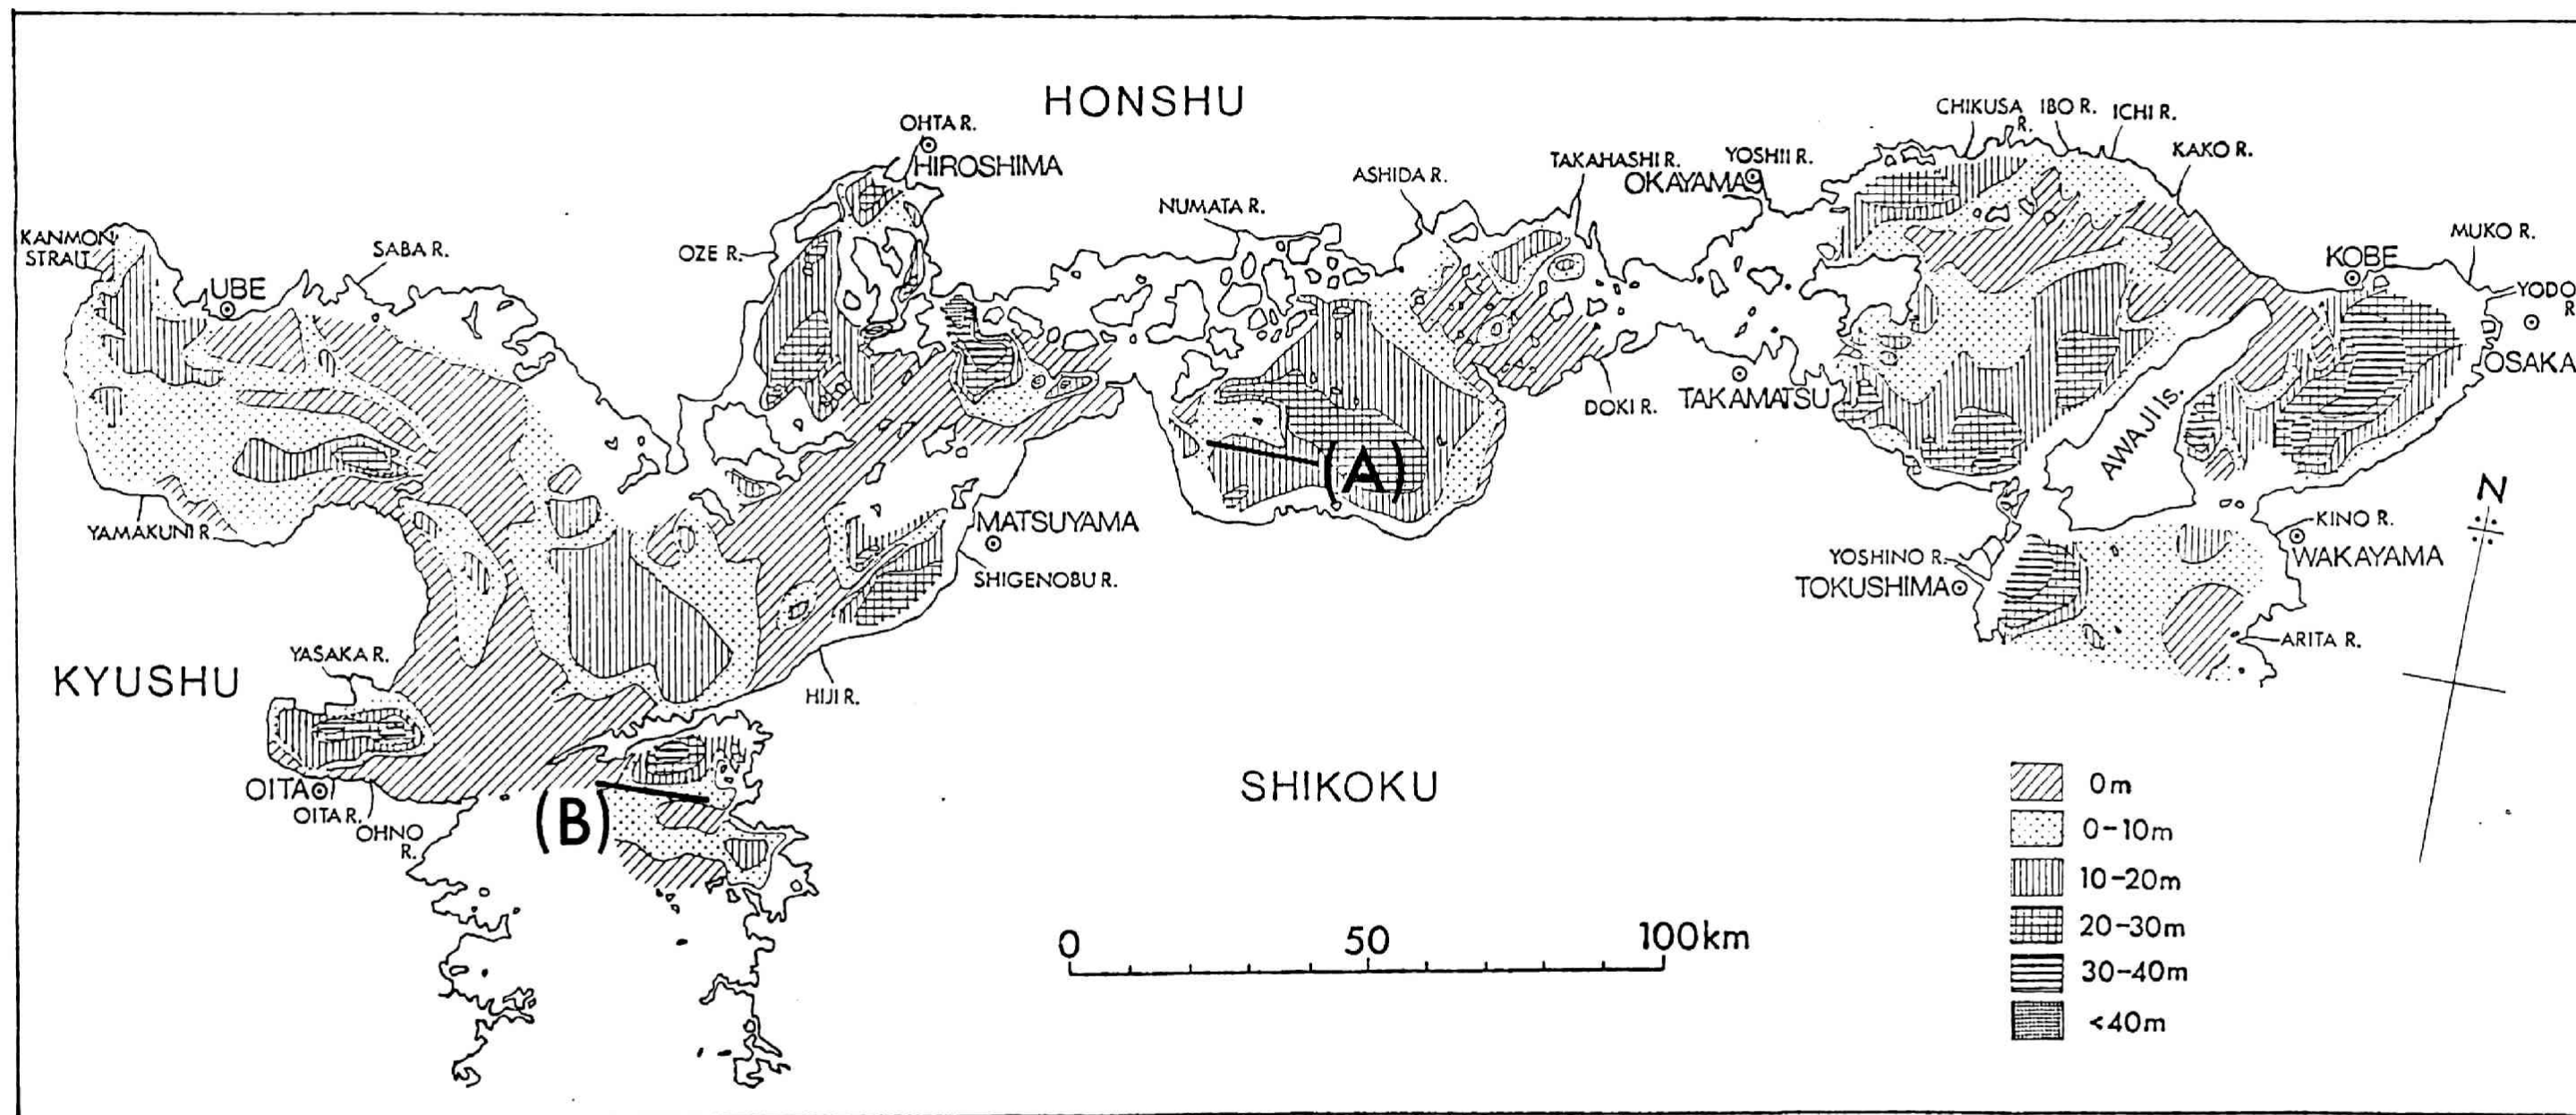 HONSHU
OHTA R.
HIROSHIMA
CHIKUSA
R.
IBO R.
ICHI R.
KAKO R.
TAKAHASHI R.
YOSHII R.
OKAYAMA
ASHIDA R.
NUMATA R.
KANMON
STRAIT
SABA R.
OZE R.
UBE
MUKO R.
KOBE
YODO
R
OSAKA
AWAJI Is.
DOKI R.
TAKAMATSU
(A)
YAMAKUNI R.
MATSUYAMA
SHIGENOBU R.
N
KINO R.
WAKAYAMA
YOSHINO R.
TOKUSHIMA
ARITA R.
KYUSHU
YASAKA R.
HIJI R.
OITA
OITA R.
OHNO
R.
(B)
SHIKOKU
0 50 100km
0m
0-10m
10-20m
20-30m
30-40m
<40m